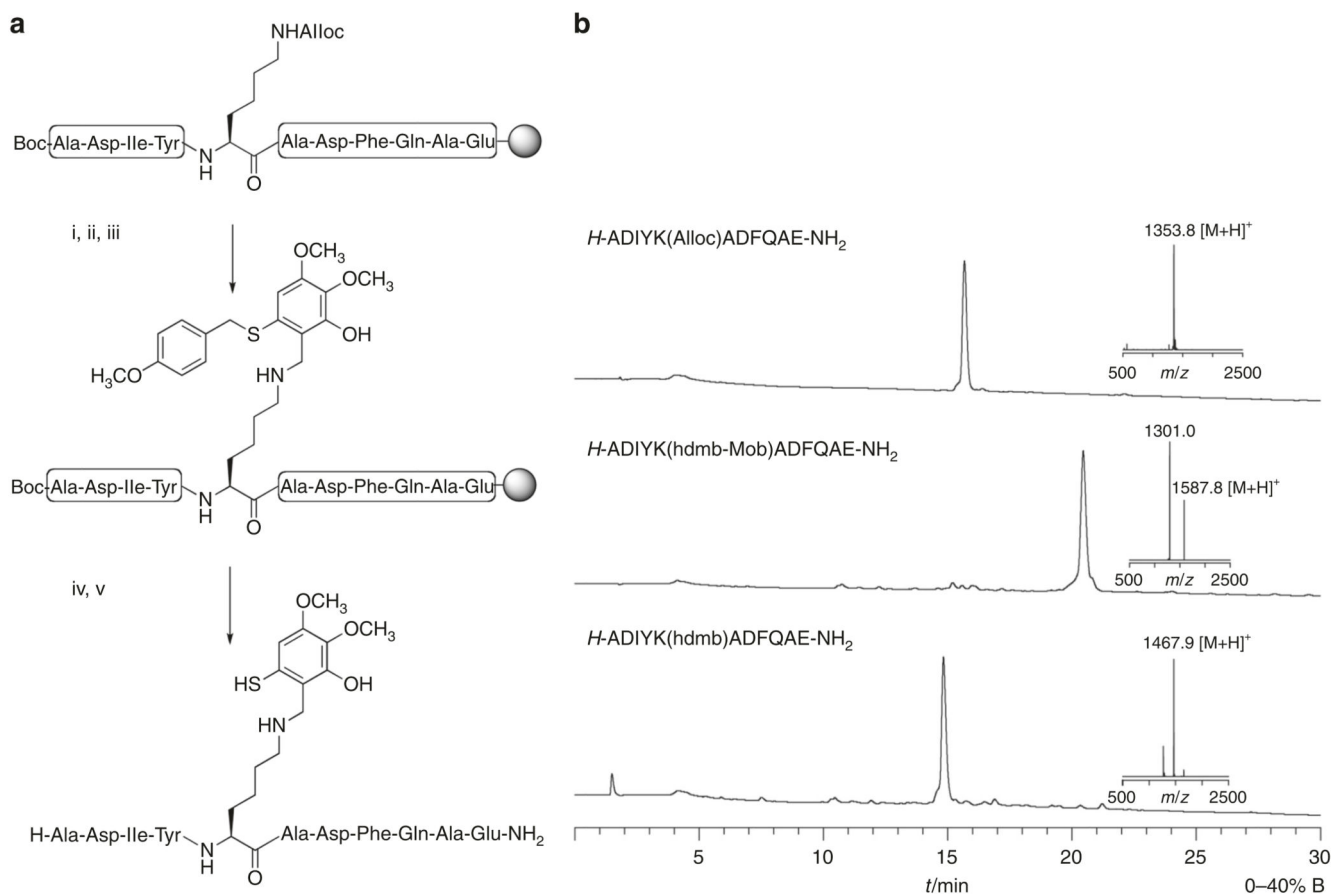 a
NHAlloc
Boc-Ala-Asp-Ile-Tyr
N
H
O
Ala-Asp-Phe-Gln-Ala-Glu
i, ii, iii
OCH3
OCH3
S
OH
H3CO
HN
Boc-Ala-Asp-Ile-Tyr
N
H
O
Ala-Asp-Phe-Gln-Ala-Glu
iv, v
OCH3
OCH3
HS
OH
HN
H-Ala-Asp-Ile-Tyr
N
H
O
Ala-Asp-Phe-Gln-Ala-Glu-NH2
b
H-ADIYK(Alloc)ADFQAE-NH2
1353.8 [M+H]+
500 m/z 2500
H-ADIYK(hdmb-Mob)ADFQAE-NH2
1301.0
1587.8 [M+H]+
500 m/z 2500
H-ADIYK(hdmb)ADFQAE-NH2
1467.9 [M+H]+
500 m/z 2500
5 10 15 20 25 30
t/min 0–40% B